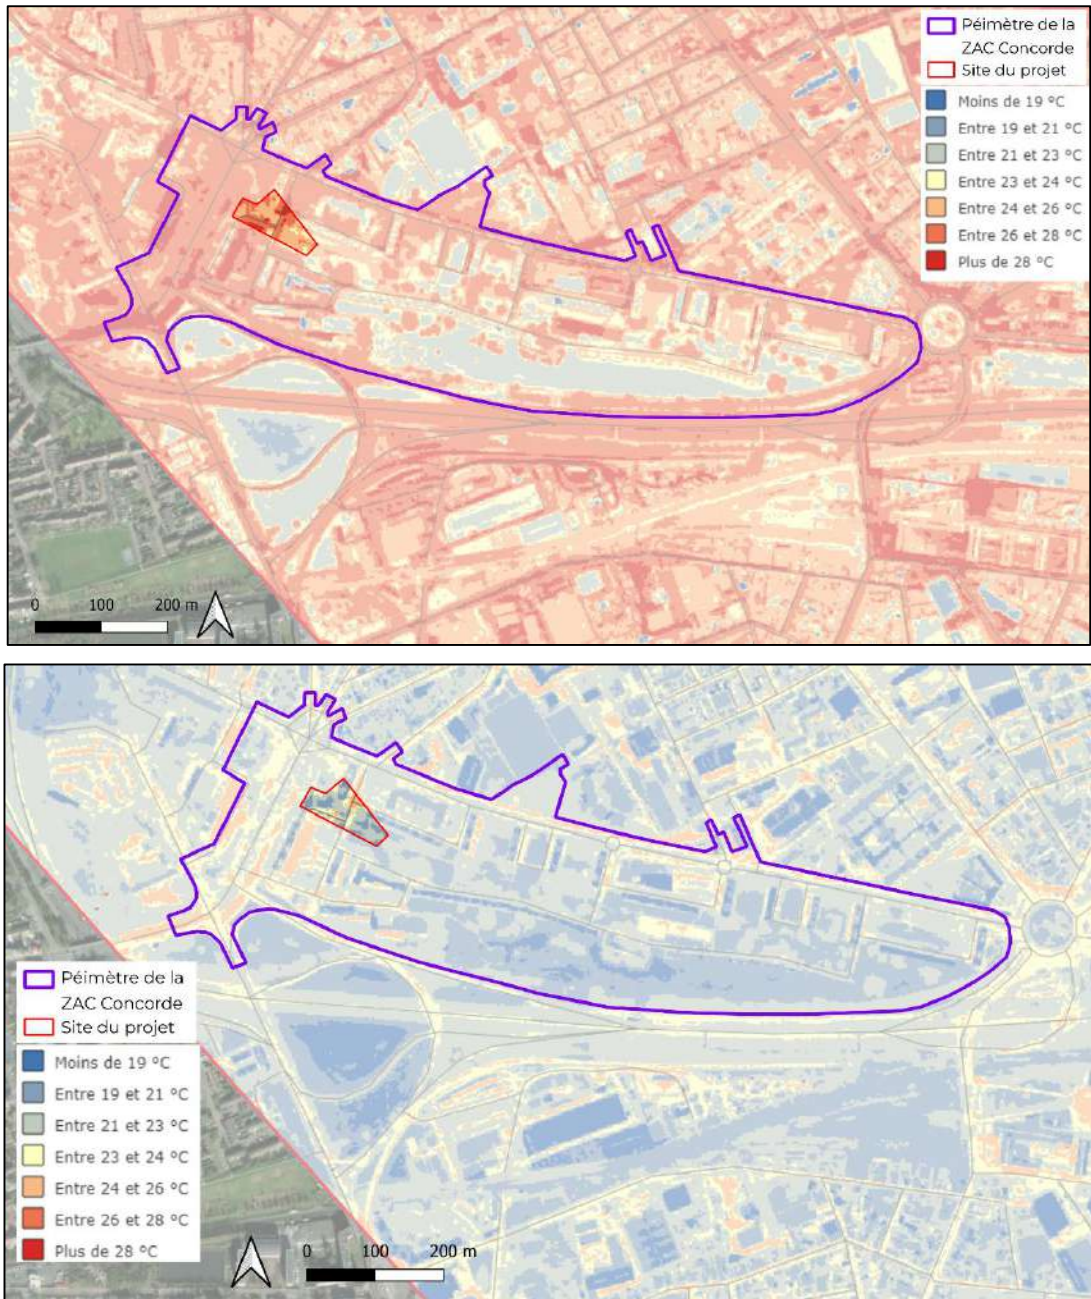 Péimètre de la
ZAC Concorde
Site du projet
Moins de 19 °C
Entre 19 et 21 °C
Entre 21 et 23 °C
Entre 23 et 24 °C
Entre 24 et 26 °C
Entre 26 et 28 °C
Plus de 28 °C
0 100 200 m
Péimètre de la
ZAC Concorde
Site du projet
Moins de 19 °C
Entre 19 et 21 °C
Entre 21 et 23 °C
Entre 23 et 24 °C
Entre 24 et 26 °C
Entre 26 et 28 °C
Plus de 28 °C
0 100 200 m